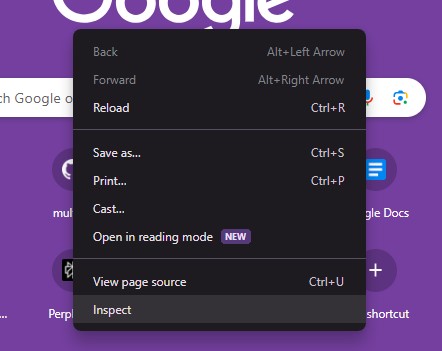 Google
Back Alt+Left Arrow
Forward Alt+Right Arrow
Reload Ctrl+R
ch Google o
Save as... Ctrl+S
Print... Ctrl+P
Cast...
mul
gle Docs
Open in reading mode NEW
View page source Ctrl+U
Inspect
...
Perpl
shortcut